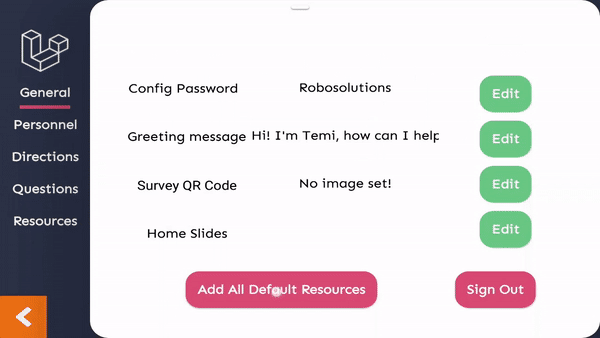 General
Personnel
Directions
Questions
Resources
Config Password Robosolutions Edit
Greeting message Hi! I'm Temi, how can I help Edit
Survey QR Code No image set! Edit
Home Slides Edit
Add All Default Resources Sign Out